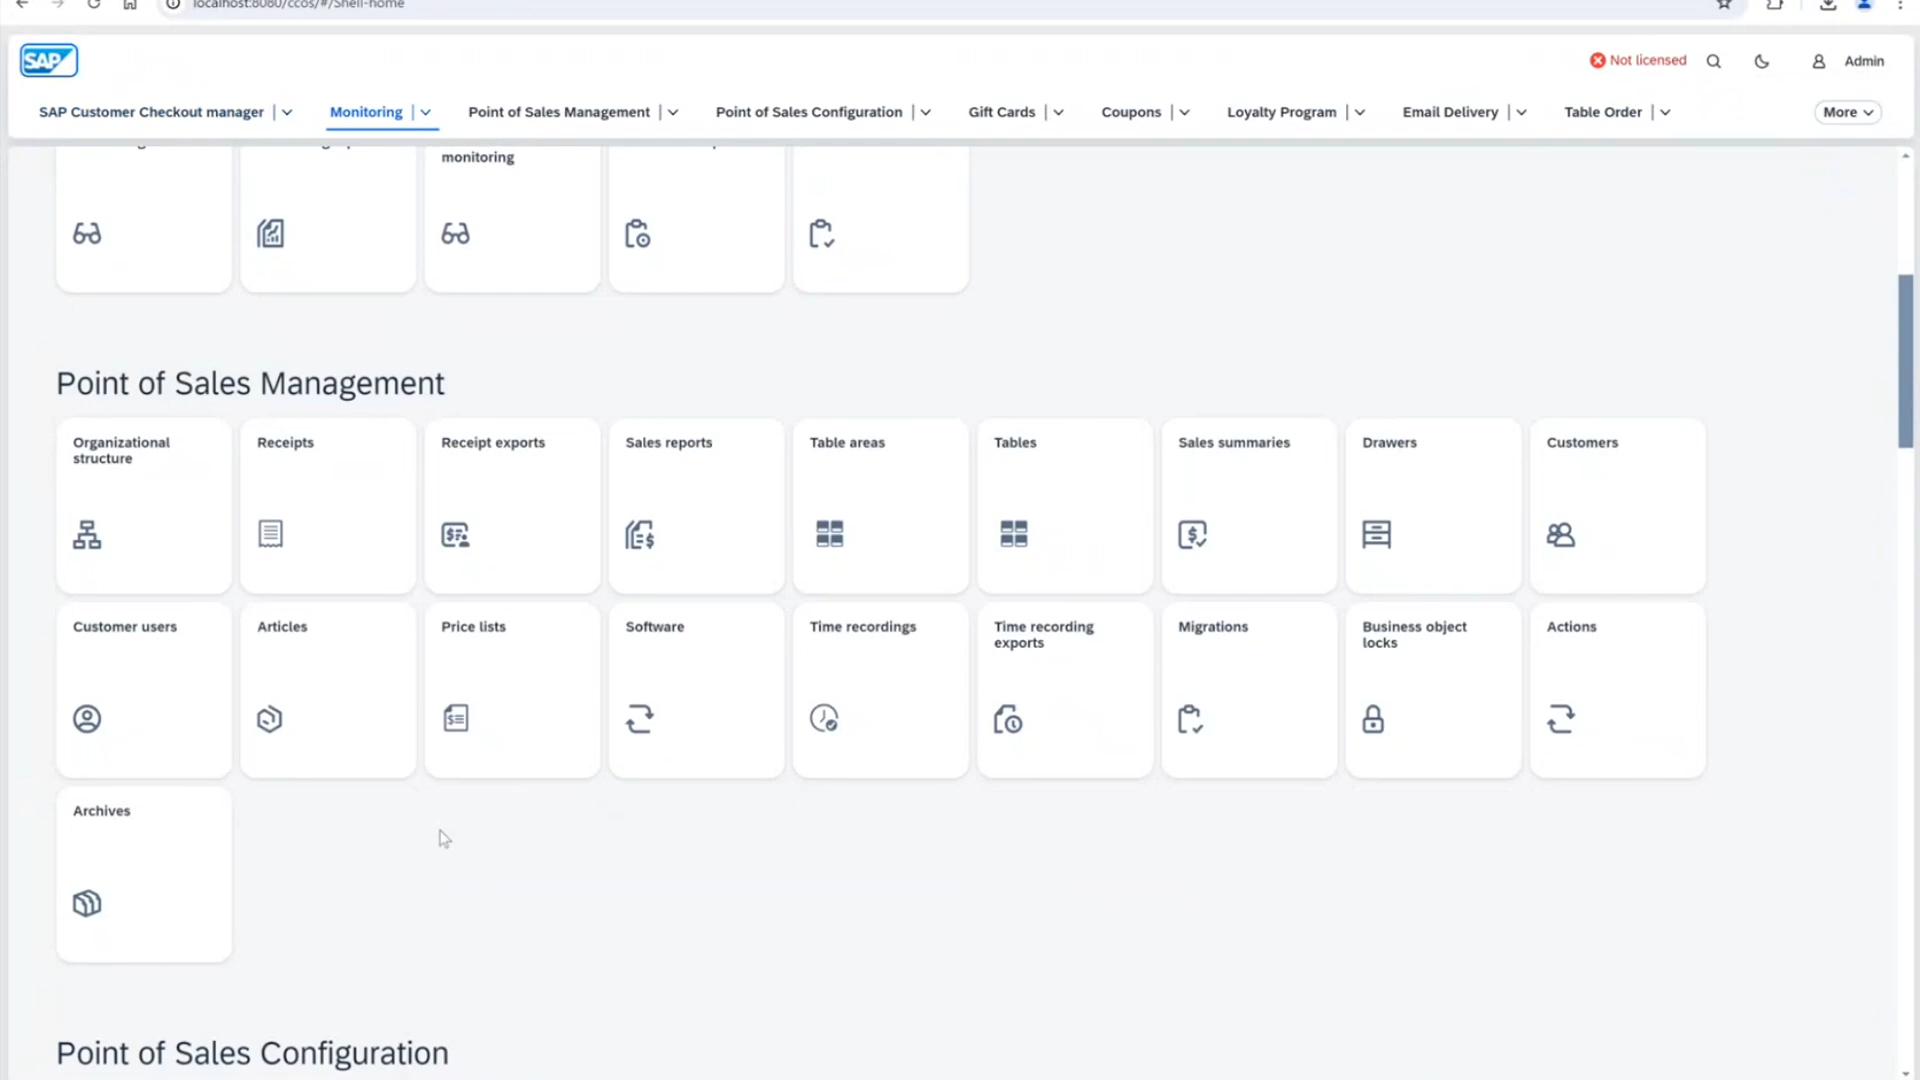 localhost:8080/ccos/#/Shell-home
SAP
Not licensed
Admin
SAP Customer Checkout manager
Monitoring
Point of Sales Management
Point of Sales Configuration
Gift Cards
Coupons
Loyalty Program
Email Delivery
Table Order
More
monitoring
Point of Sales Management
Organizational
structure
Receipts
Receipt exports
Sales reports
Table areas
Tables
Sales summaries
Drawers
Customers
Customer users
Articles
Price lists
Software
Time recordings
Time recording
exports
Migrations
Business object
locks
Actions
Archives
Point of Sales Configuration